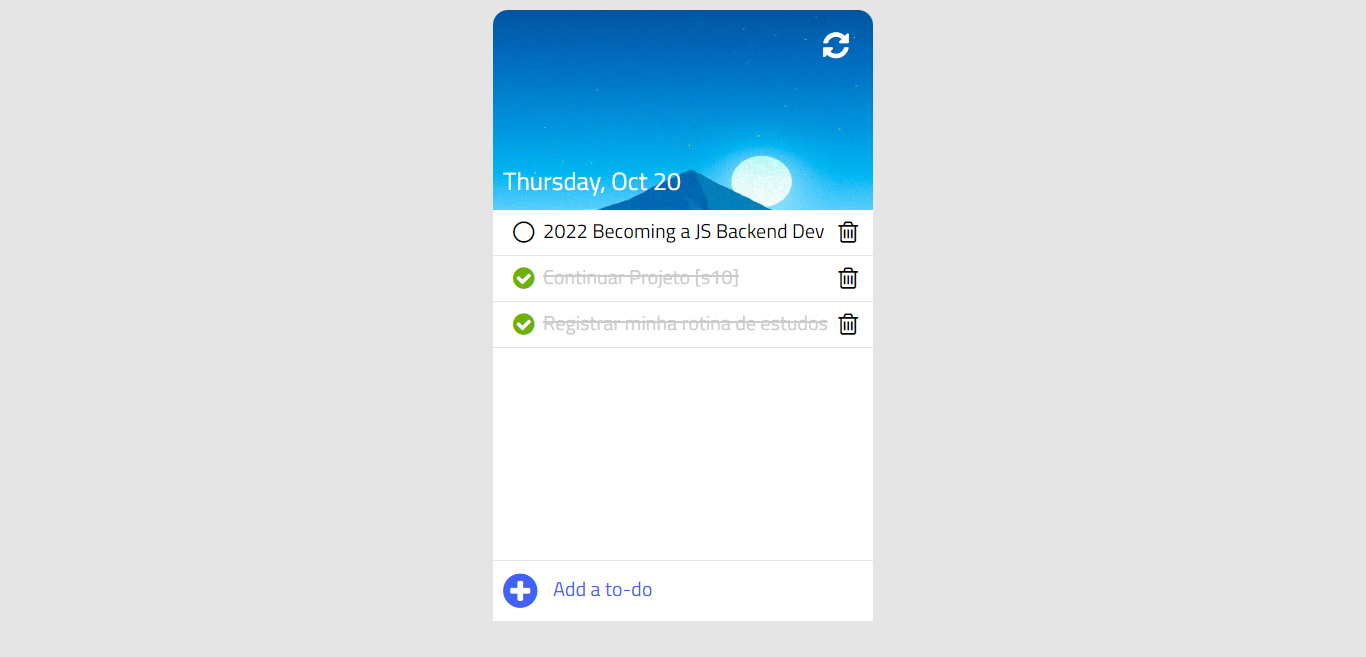 Thursday, Oct 20
2022 Becoming a JS Backend Dev
Continuar Projeto [s10]
Registrar minha rotina de estudos
Add a to-do